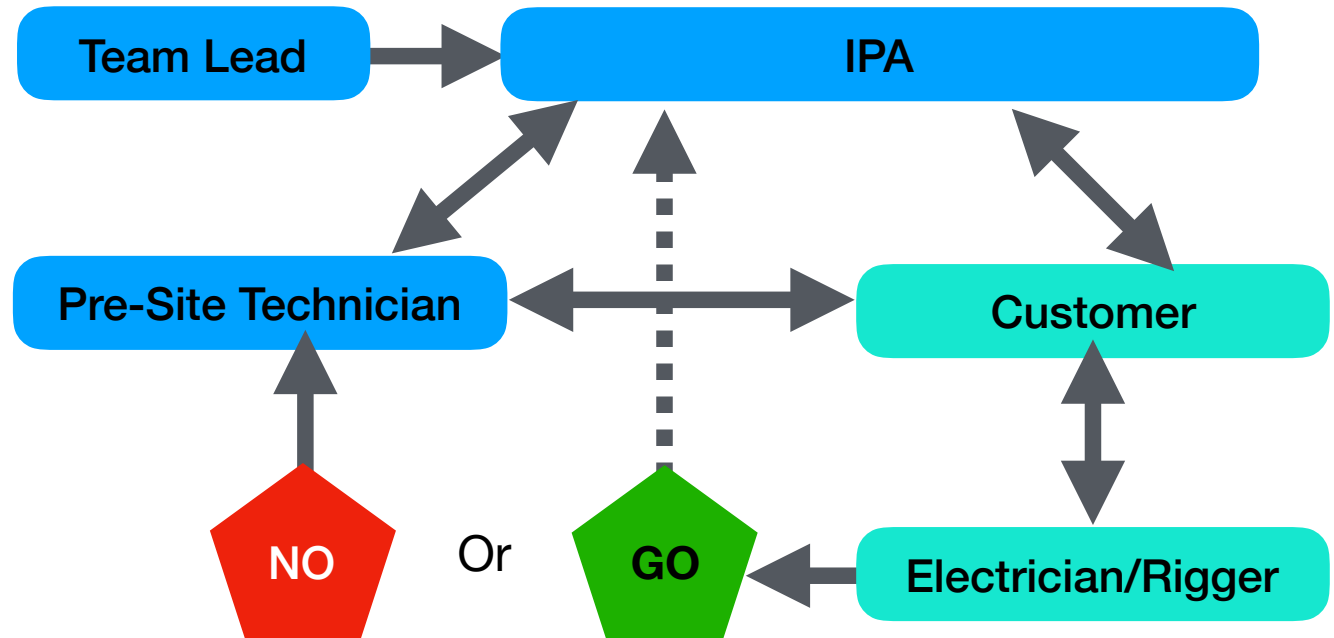 Team Lead
IPA
Pre-Site Technician
Customer
NO
Or
GO
Electrician/Rigger